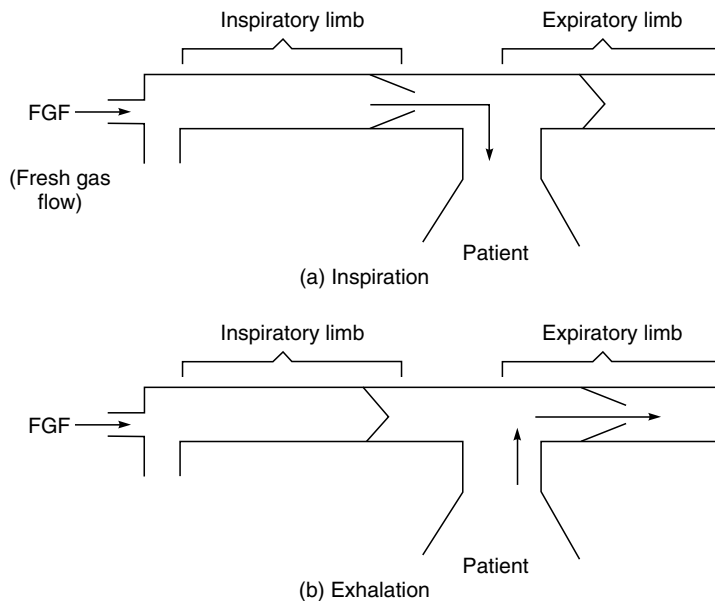 Inspiratory limb
Expiratory limb
FGF
(Fresh gas
flow)
Patient
(a) Inspiration
Inspiratory limb
Expiratory limb
FGF
Patient
(b) Exhalation